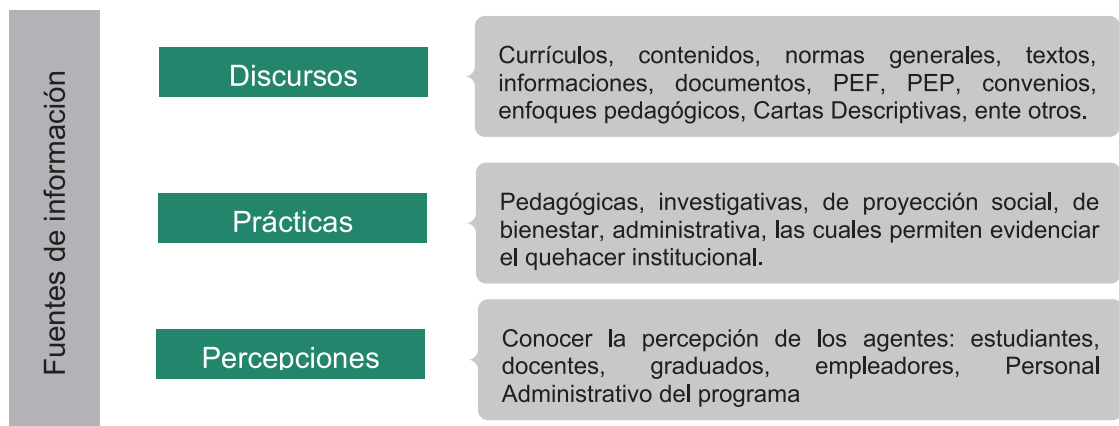 Fuentes de información
Discursos
Currículos, contenidos, normas generales, textos,
informaciones, documentos, PEF, PEP, convenios,
enfoques pedagógicos, Cartas Descriptivas, ente otros.
Prácticas
Pedagógicas, investigativas, de proyección social, de
bienestar, administrativa, las cuales permiten evidenciar
el quehacer institucional.
Percepciones
Conocer la percepción de los agentes: estudiantes,
docentes, graduados, empleadores, Personal
Administrativo del programa